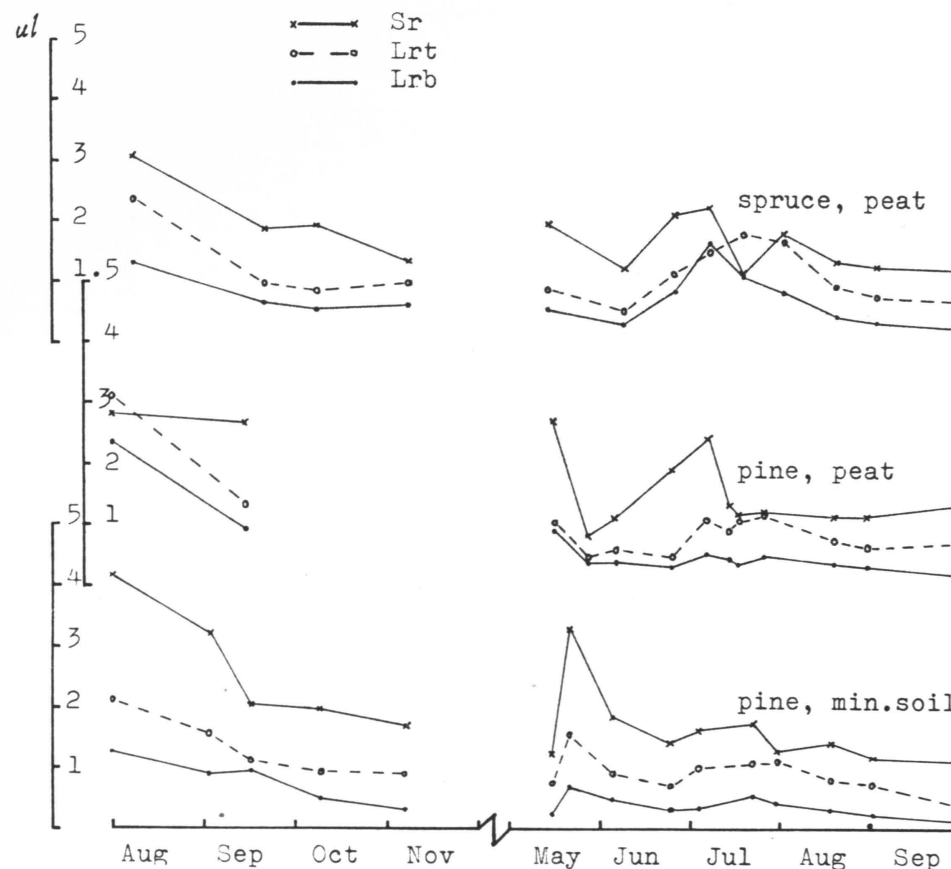 ul
5
Sr
Lrt
Lrb
4
3
2
spruce, peat
1.5
4
3
2
pine, peat
5 1
4
3
2
pine, min.soil
1
Aug Sep Oct Nov May Jun Jul Aug Sep